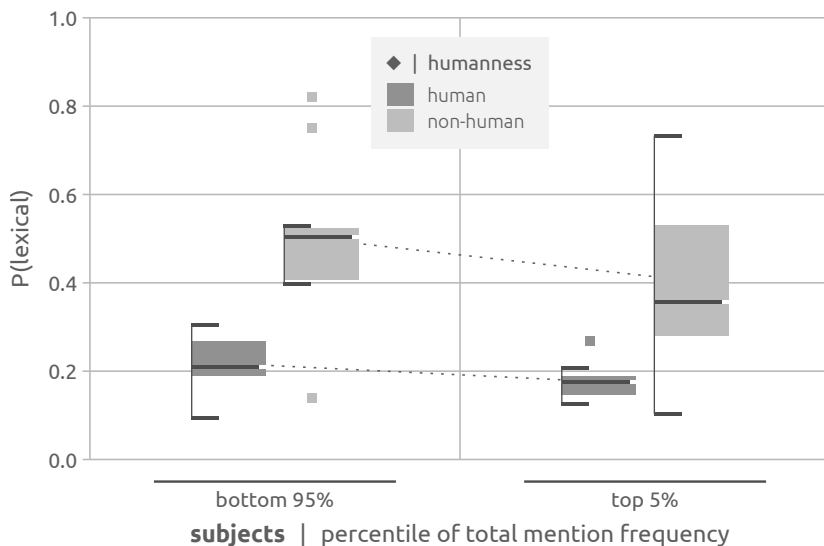 1.0
◆ | humanness
human
non-human
0.8
0.6
0.4
0.2
0.0
P(lexical)
bottom 95%
top 5%
subjects | percentile of total mention frequency